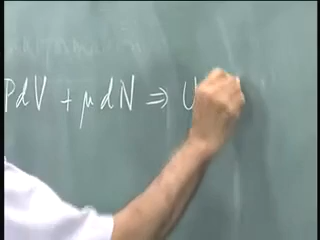 PdV + μdN ⇒ U